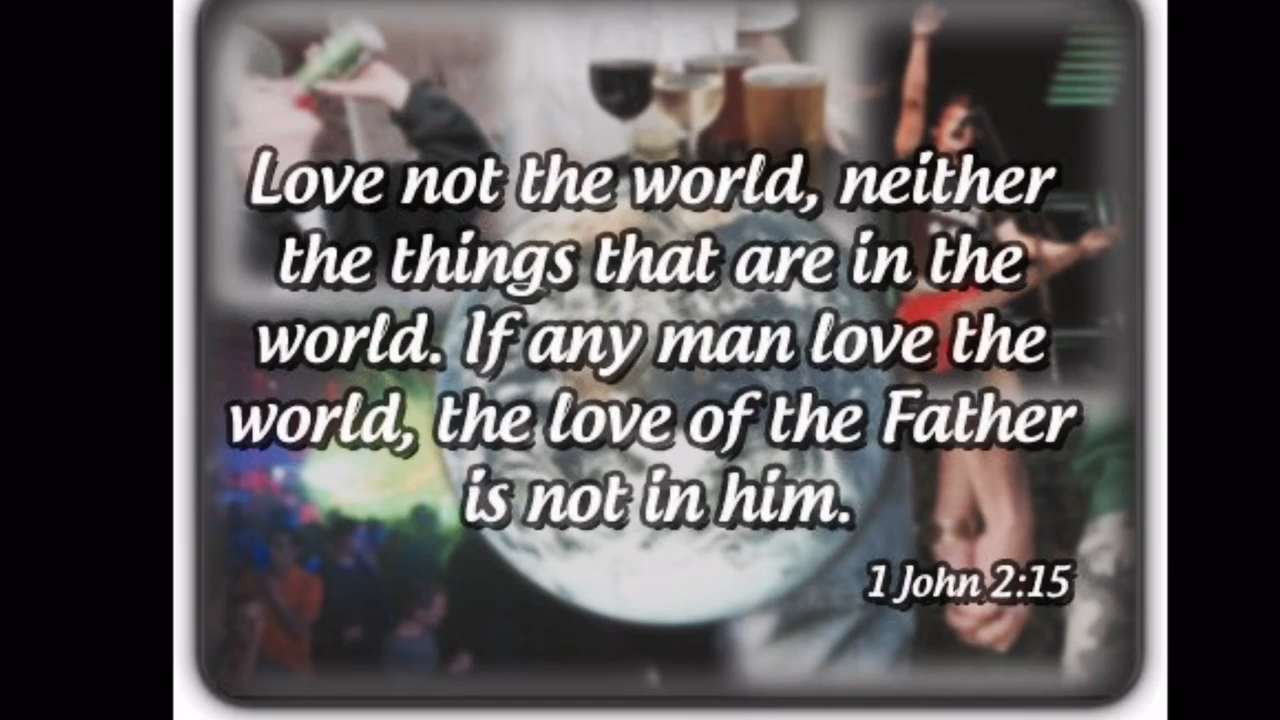 Love not the world, neither
the things that are in the
world. If any man love the
world, the love of the Father
is not in him.
1 John 2:15